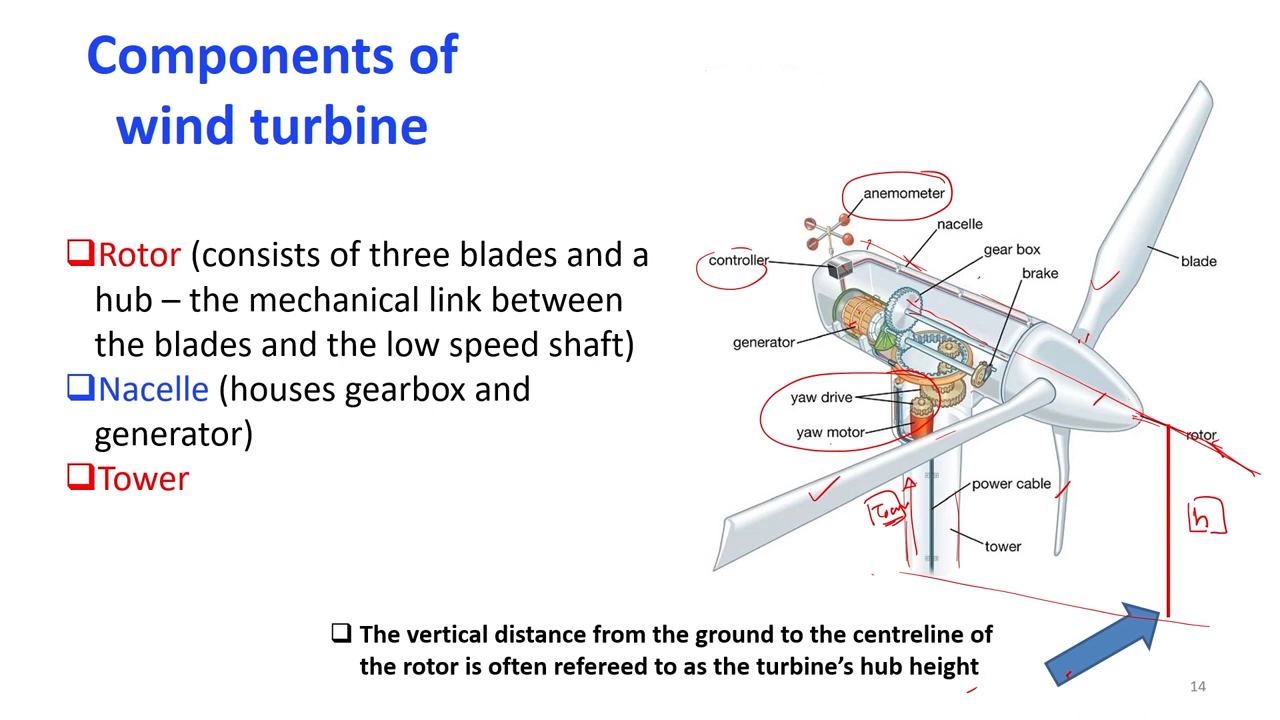 Components of
wind turbine
❑Rotor (consists of three blades and a
hub – the mechanical link between
the blades and the low speed shaft)
❑Nacelle (houses gearbox and
generator)
❑Tower
anemometer
nacelle
controller
gear box
brake
blade
generator
yaw drive
yaw motor
rotor
power cable
h
tower
❑ The vertical distance from the ground to the centreline of
the rotor is often refereed to as the turbine's hub height
14